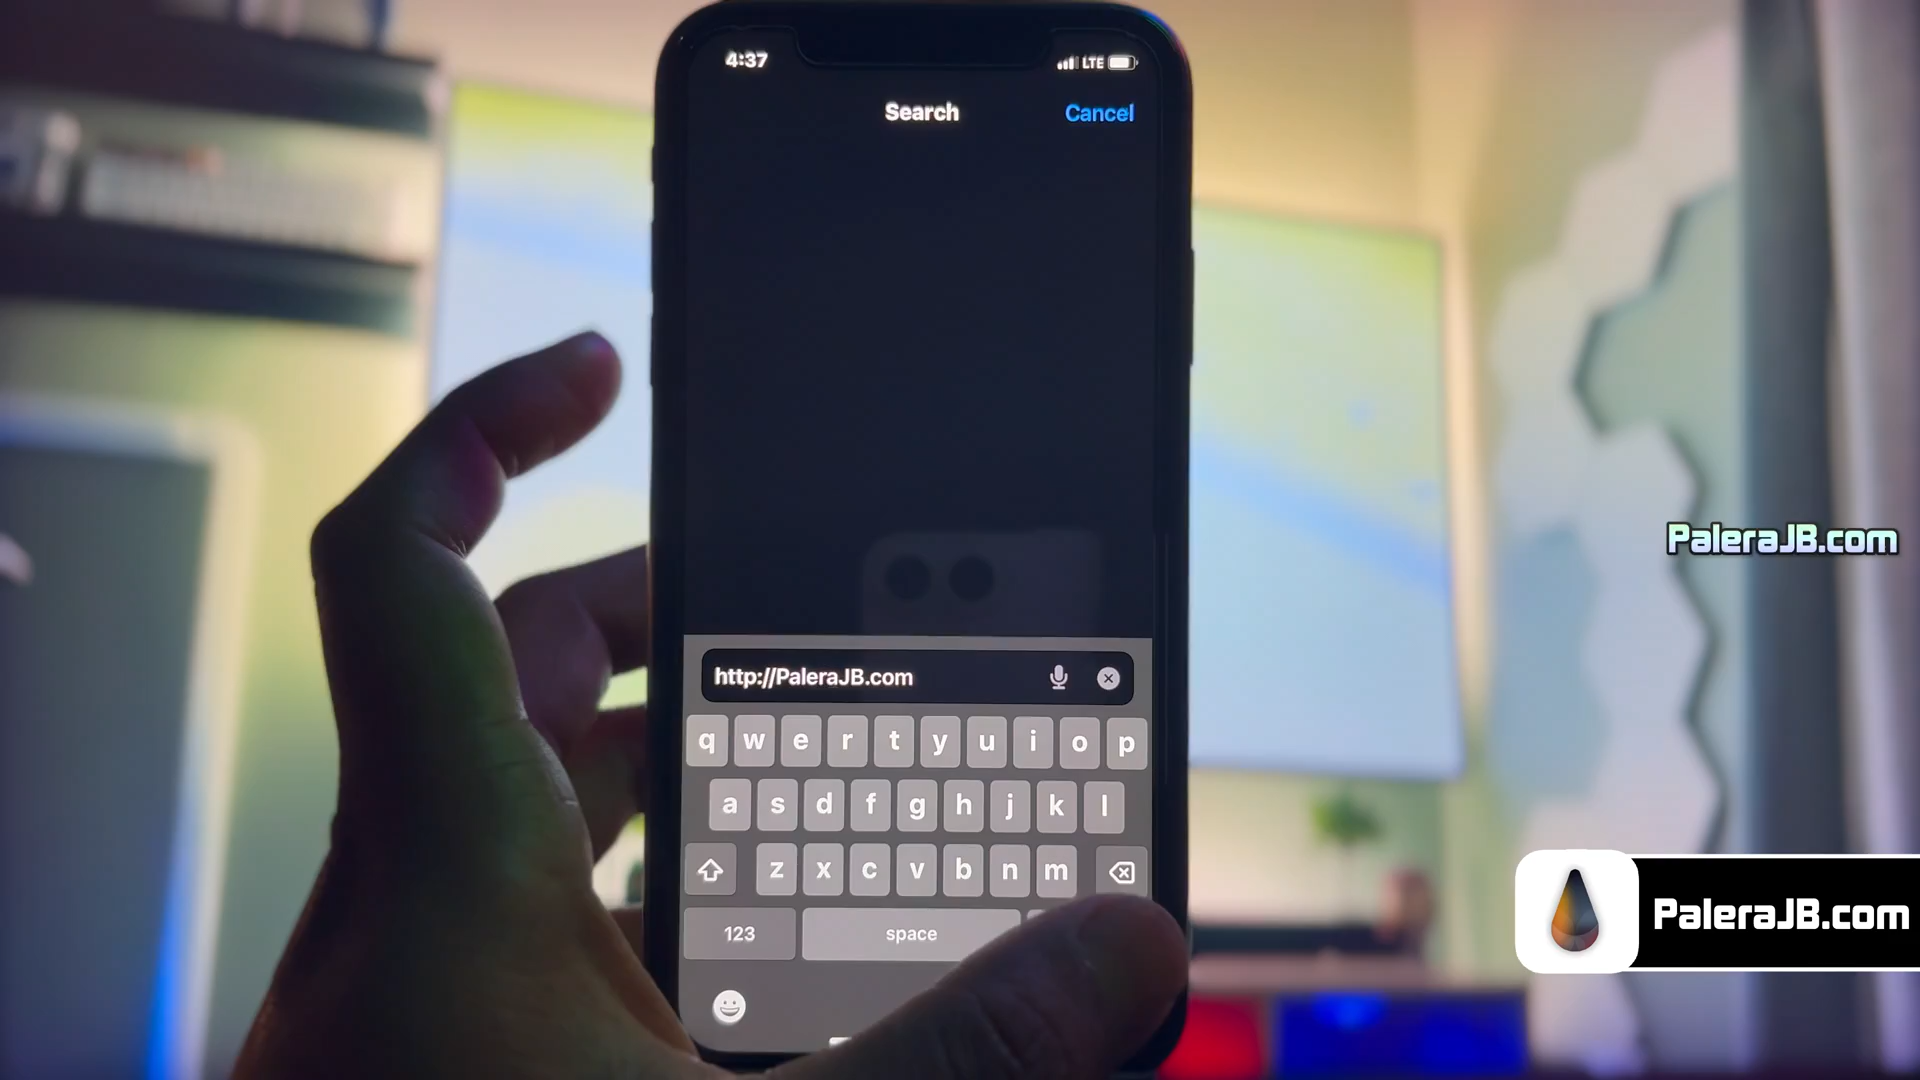 4:37
LTE
Search
Cancel
PaleraJB.com
http://PaleraJB.com
q w e r t y u i o p
a s d f g h j k l
z x c v b n m
123
space
PaleraJB.com